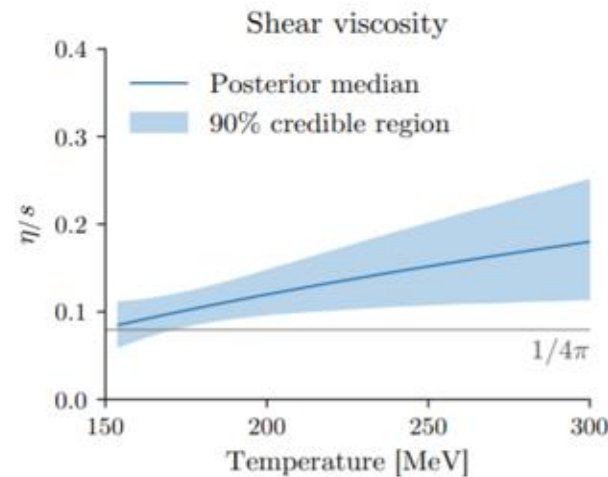 Shear viscosity
0.4
Posterior median
90% credible region
0.3
η/s
0.2
0.1
1/4π
0.0
150
200
250
300
Temperature [MeV]